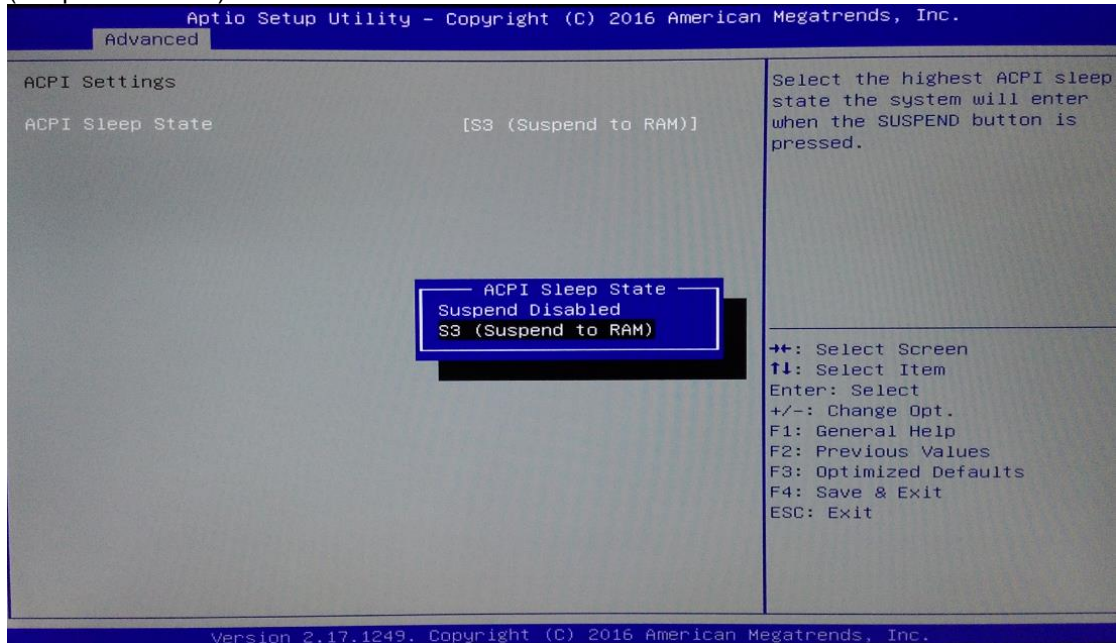 Aptio Setup Utility – Copyright (C) 2016 American Megatrends, Inc.
Advanced
ACPI Settings
ACPI Sleep State [S3 (Suspend to RAM)]
Select the highest ACPI sleep
state the system will enter
when the SUSPEND button is
pressed.
ACPI Sleep State
Suspend Disabled
S3 (Suspend to RAM)
→←: Select Screen
↑↓: Select Item
Enter: Select
+/-: Change Opt.
F1: General Help
F2: Previous Values
F3: Optimized Defaults
F4: Save & Exit
ESC: Exit
Version 2.17.1249. Copyright (C) 2016 American Megatrends, Inc.